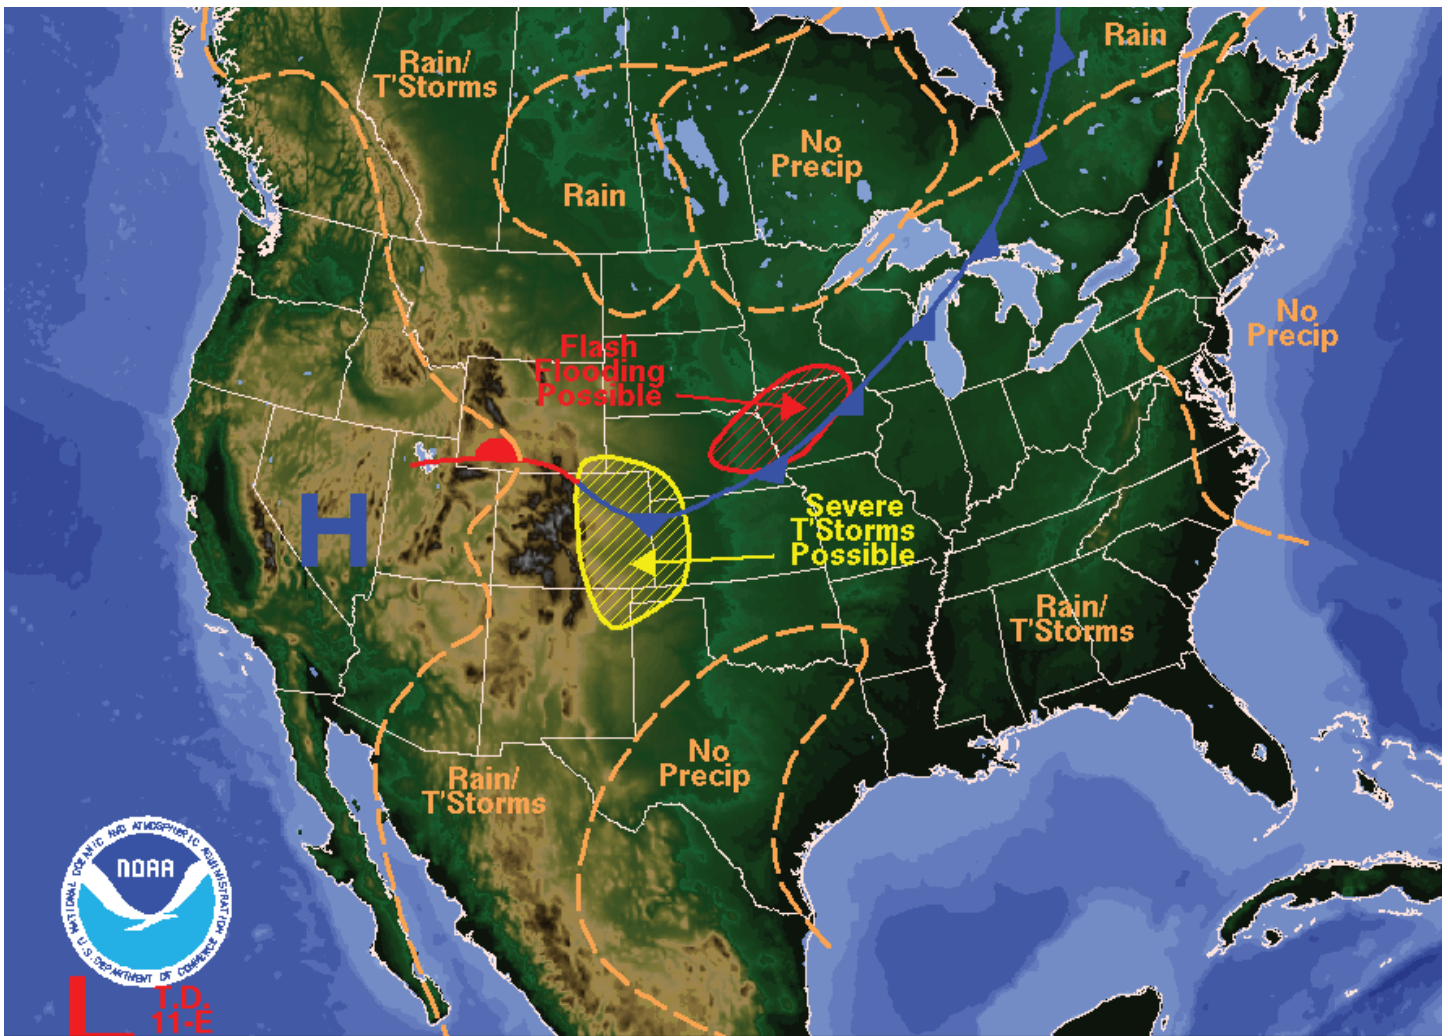 Rain
Rain/
T'Storms
No
Precip
Rain
No
Precip
Flash
Flooding
Possible
H
Severe
T'Storms
Possible
Rain/
T'Storms
No
Precip
Rain/
T'Storms
NATIONAL OCEANIC AND ATMOSPHERIC ADMINISTRATION
NOAA
U.S. DEPARTMENT OF COMMERCE
L
T.D.
11-E